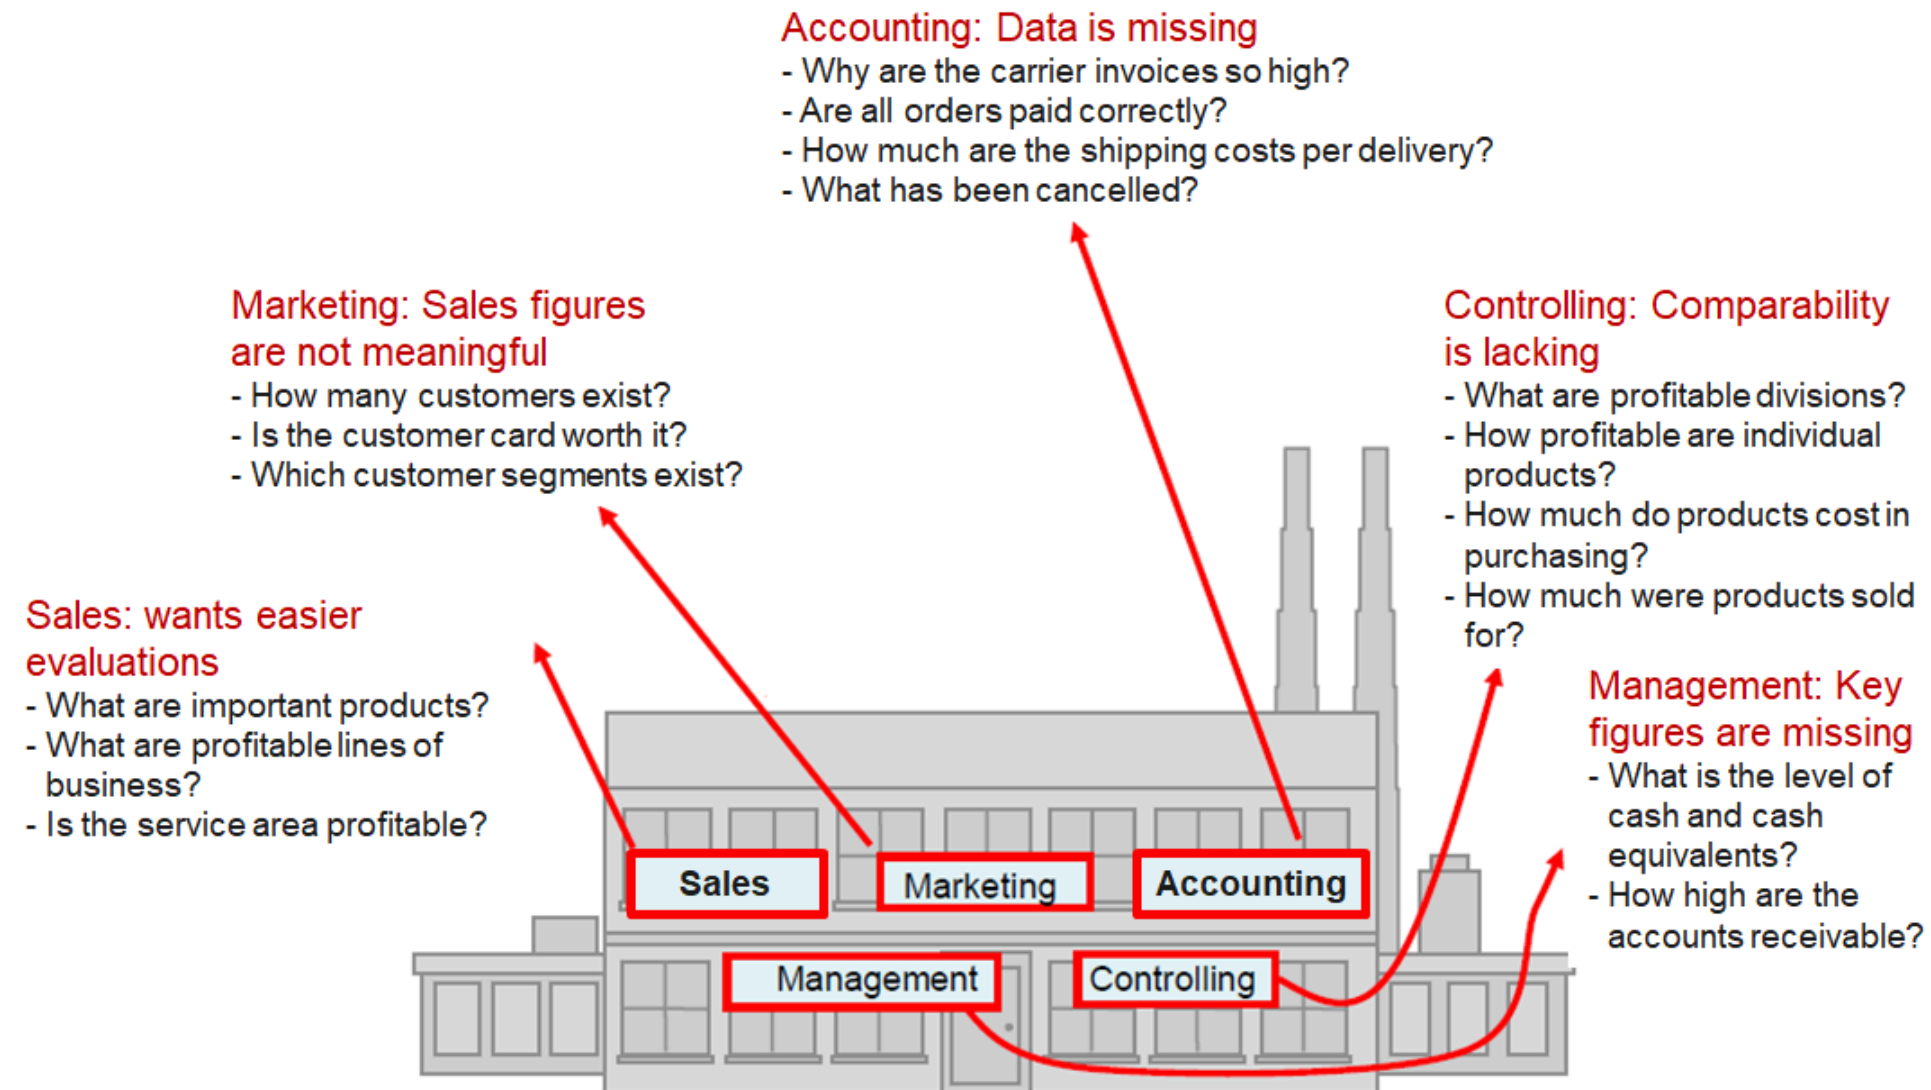 Accounting: Data is missing
- Why are the carrier invoices so high?
- Are all orders paid correctly?
- How much are the shipping costs per delivery?
- What has been cancelled?
Marketing: Sales figures
are not meaningful
- How many customers exist?
- Is the customer card worth it?
- Which customer segments exist?
Controlling: Comparability
is lacking
- What are profitable divisions?
- How profitable are individual
products?
- How much do products cost in
purchasing?
- How much were products sold
for?
Sales: wants easier
evaluations
- What are important products?
- What are profitable lines of
business?
- Is the service area profitable?
Management: Key
figures are missing
- What is the level of
cash and cash
equivalents?
- How high are the
accounts receivable?
Sales
Marketing
Accounting
Management
Controlling